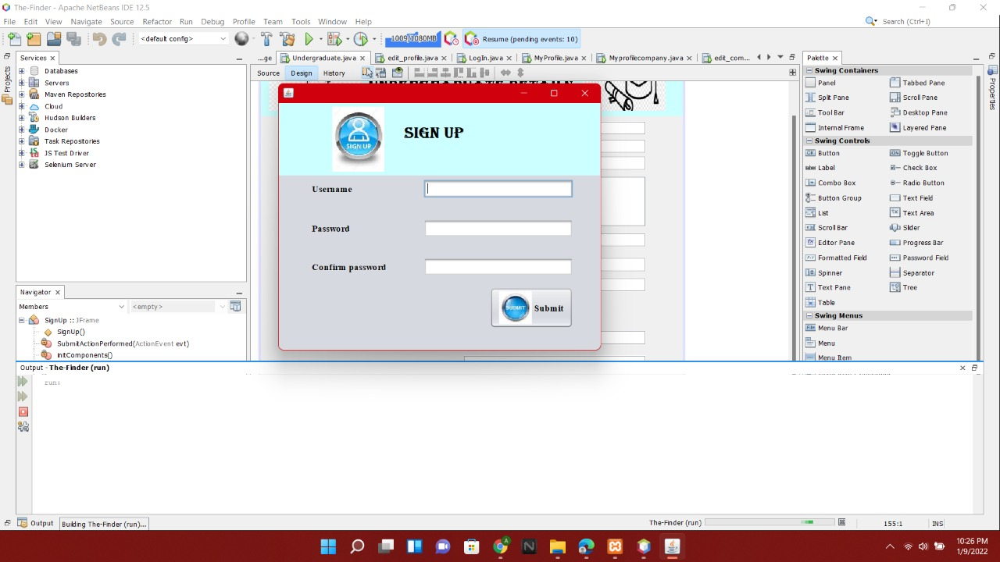 The-Finder - Apache NetBeans IDE 12.5
File Edit View Navigate Source Refactor Run Debug Profile Team Tools Window Help
Search (Ctrl+I)
<default config>
1009/1080MB
Resume (pending events: 10)
Services
...ge
Undergraduate.java
edit_profile.java
LogIn.java
MyProfile.java
Myprofilecompany.java
edit_com...
Palette
Projects
Properties
Source Design History
Databases
Servers
Maven Repositories
Cloud
Hudson Builders
Docker
Task Repositories
JS Test Driver
Selenium Server
SIGN UP
SIGN UP
Username
Password
Confirm password
SUBMIT
Submit
Swing Containers
Panel Tabbed Pane
Split Pane Scroll Pane
Tool Bar Desktop Pane
Internal Frame Layered Pane
Swing Controls
OK Button ON Toggle Button
label Label Check Box
Combo Box Radio Button
Button Group Text Field
List Text Area
Scroll Bar Slider
Editor Pane Progress Bar
Formatted Field Password Field
Spinner Separator
Text Pane Tree
Table
Swing Menus
Menu Bar
Menu
Menu Item
Navigator
Members <empty>
SignUp :: JFrame
SignUp()
SubmitActionPerformed(ActionEvent evt)
initComponents()
Output - The-Finder (run)
run:
Output Building The-Finder (run)...
The-Finder (run)
155:1
INS
10:26 PM
1/9/2022